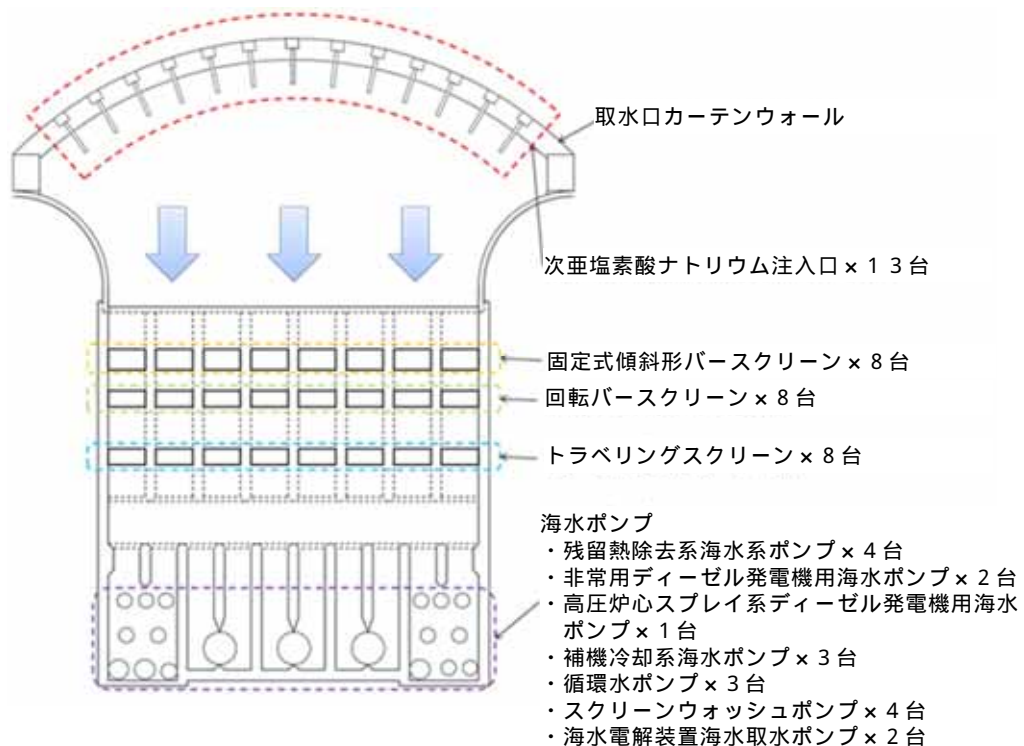 取水口カーテンウォール
次亜塩素酸ナトリウム注入口×13台
固定式傾斜形バースクリーン×8台
回転バースクリーン×8台
トラベリングスクリーン×8台
海水ポンプ
・残留熱除去系海水系ポンプ×4台
・非常用ディーゼル発電機用海水ポンプ×2台
・高圧炉心スプレイ系ディーゼル発電機用海水
ポンプ×1台
・補機冷却系海水ポンプ×3台
・循環水ポンプ×3台
・スクリーンウォッシュポンプ×4台
・海水電解装置海水取水ポンプ×2台